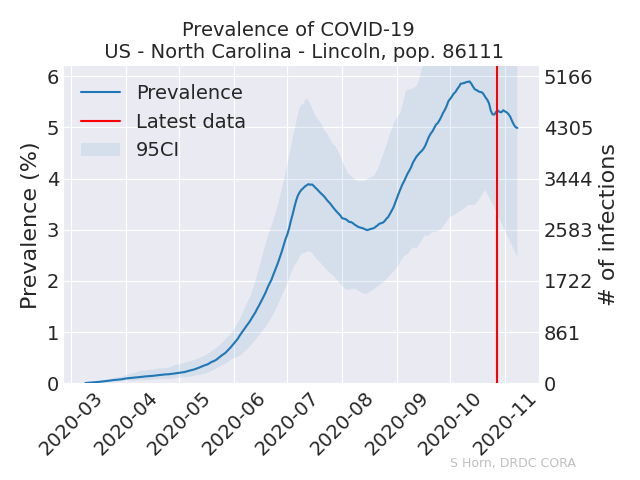 Prevalence of COVID-19
US - North Carolina - Lincoln, pop. 86111
Prevalence
Latest data
95CI
Prevalence (%)
6
5
4
3
2
1
0
5166
4305
3444
2583
1722
861
0
# of infections
2020-03
2020-04
2020-05
2020-06
2020-07
2020-08
2020-09
2020-10
2020-11
S Horn, DRDC CORA